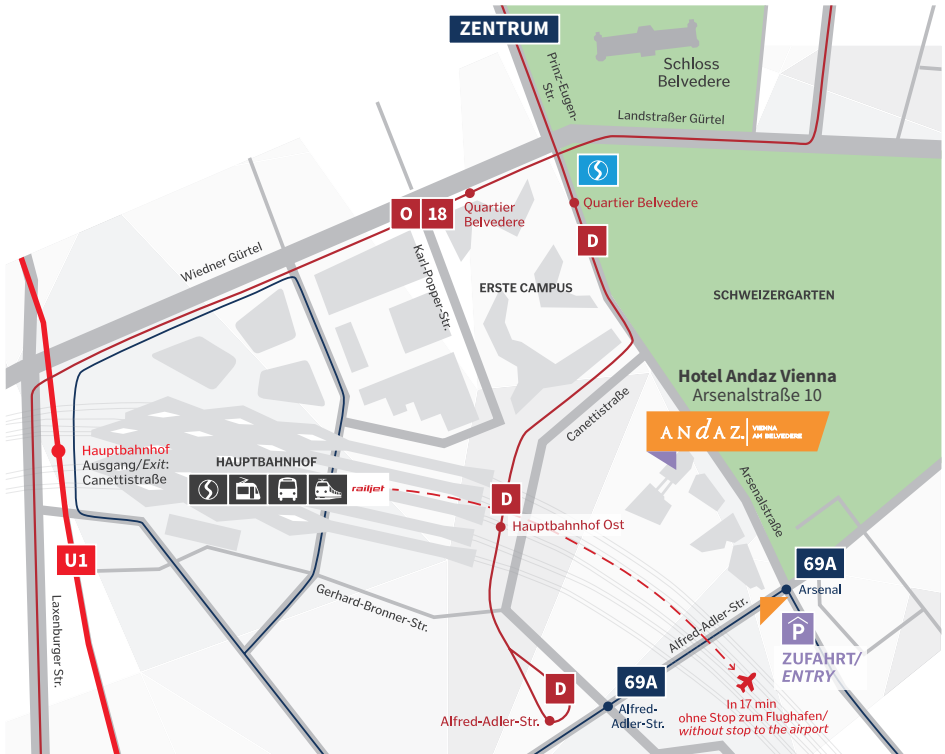 ZENTRUM
Prinz-Eugen-
Str.
Schloss
Belvedere
Landstraßer Gürtel
Quartier Belvedere
O 18
Quartier
Belvedere
D
Wiedner Gürtel
Karl-Popper-Str.
ERSTE CAMPUS
SCHWEIZERGARTEN
Hotel Andaz Vienna
Arsenalstraße 10
ANdAZ. VIENNA
AM BELVEDERE
Canettistraße
Hauptbahnhof
Ausgang/Exit:
Canettistraße
HAUPTBAHNHOF
railjet
D
Hauptbahnhof Ost
Arsenalstraße
U1
69A
Arsenal
Laxenburger Str.
Gerhard-Bronner-Str.
Alfred-Adler-Str.
P
ZUFAHRT/
ENTRY
D
69A
Alfred-Adler-Str.
Alfred-
Adler-Str.
In 17 min
ohne Stop zum Flughafen/
without stop to the airport